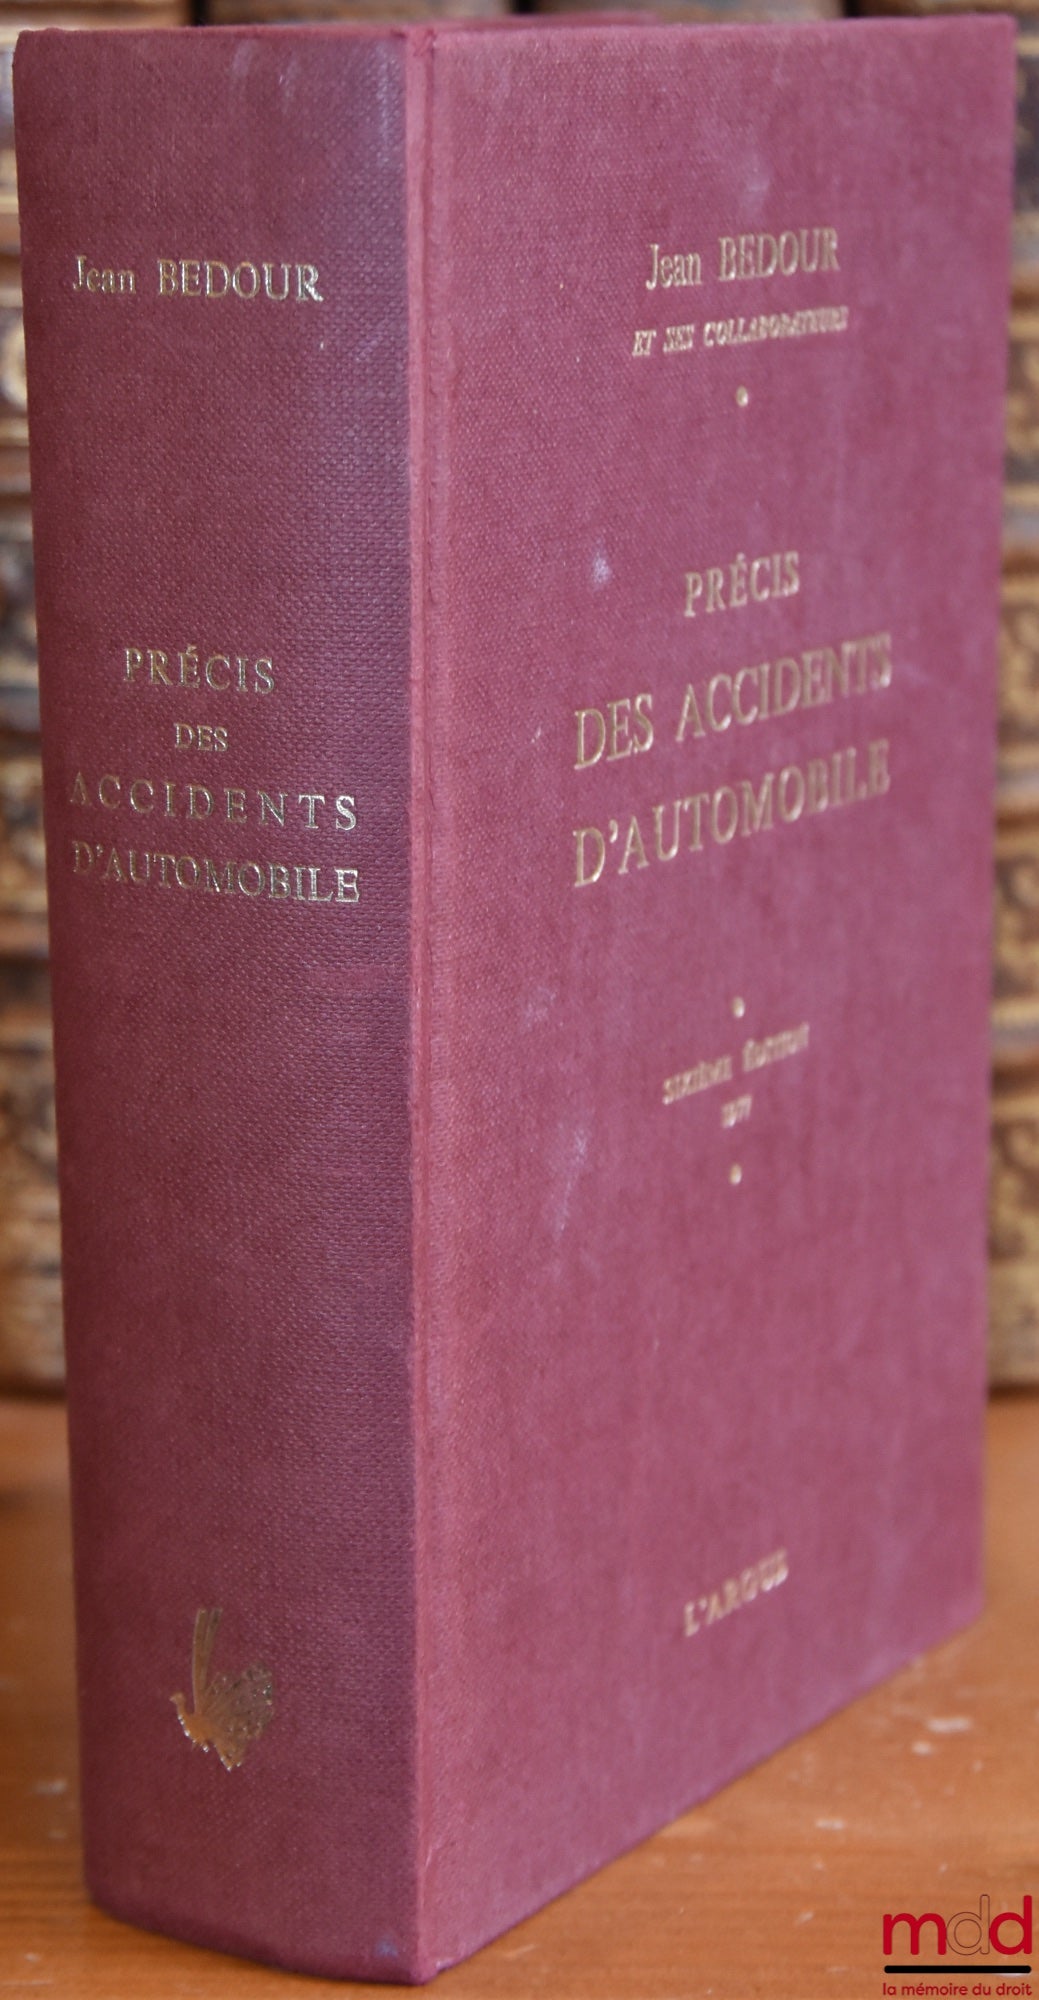 Jean BEDOUR
PRÉCIS
DES
ACCIDENTS
D'AUTOMOBILE
Jean BEDOUR
ET SES COLLABORATEURS
PRÉCIS
DES ACCIDENTS
D'AUTOMOBILE
SIXIÈME ÉDITION
1977
L'ARGUS
mdd
la mémoire du droit